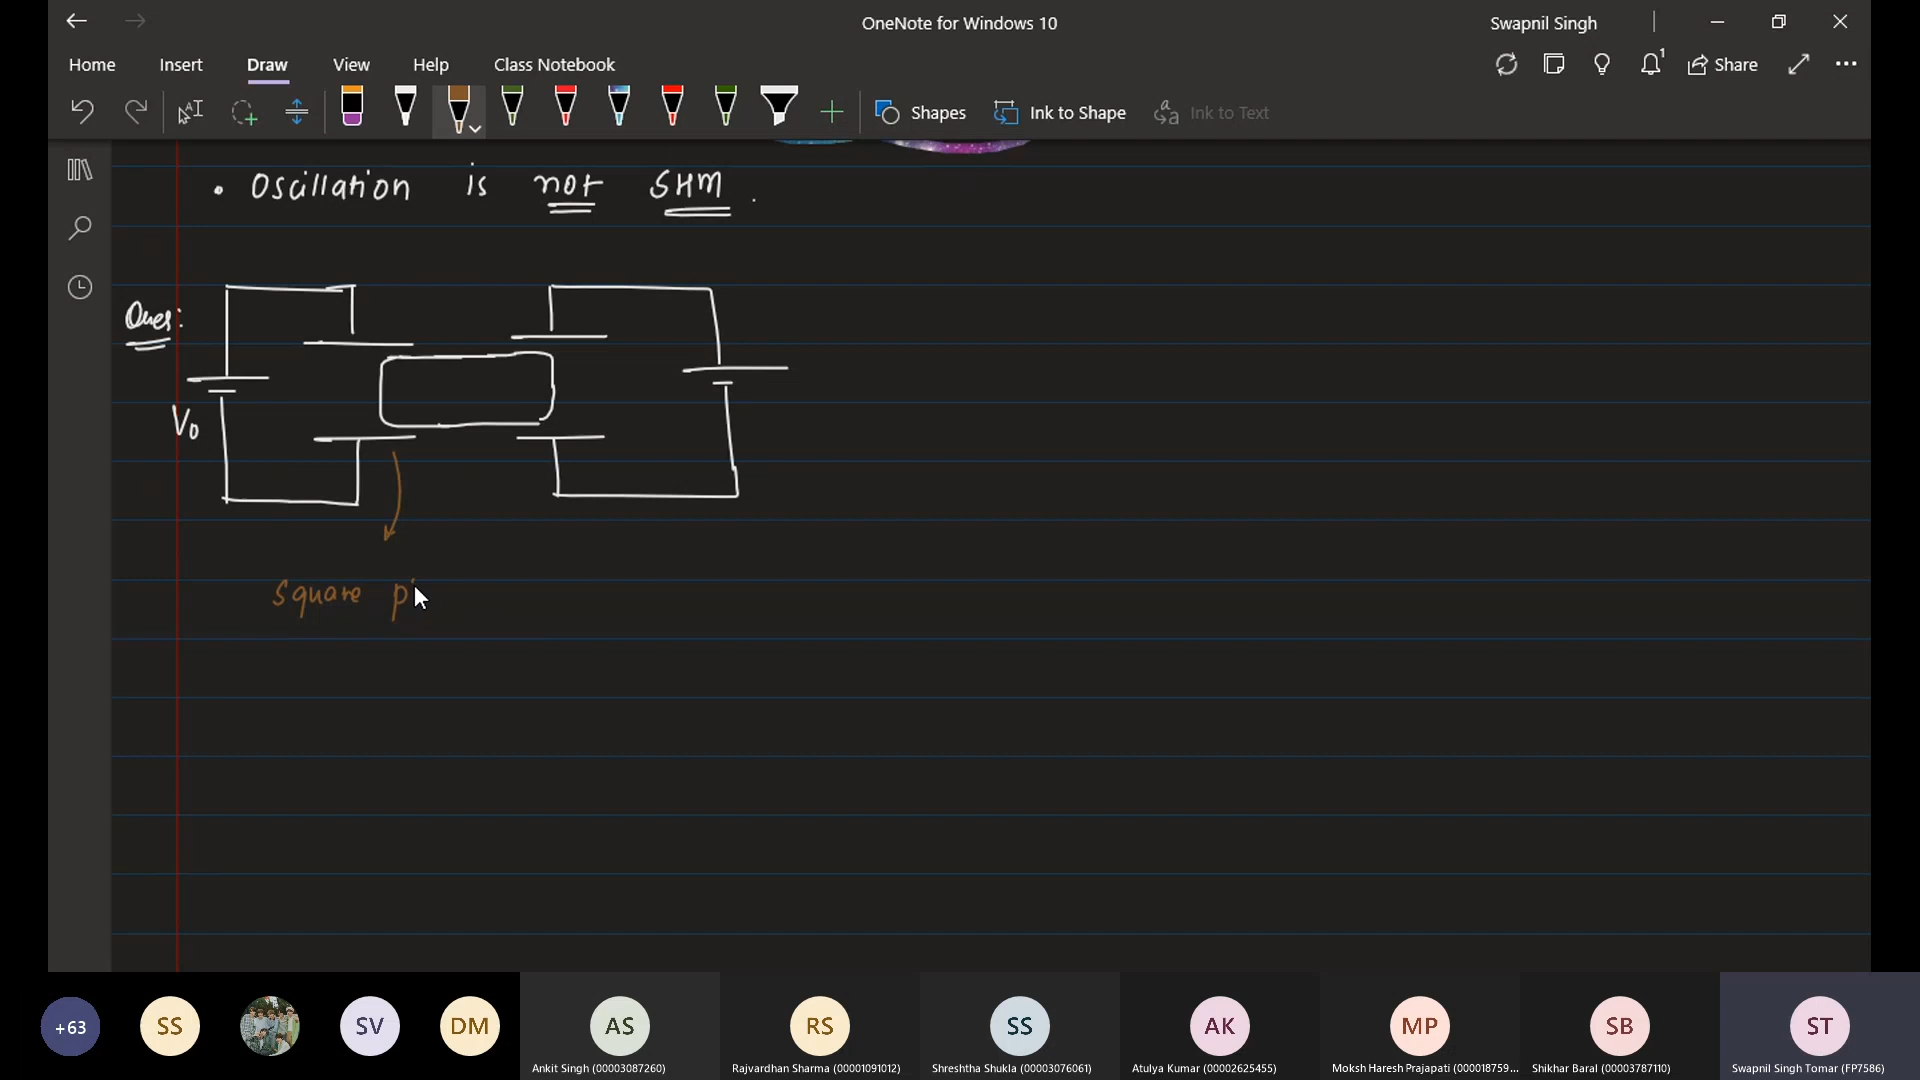 OneNote for Windows 10
Swapnil Singh
Home Insert Draw View Help Class Notebook
1
Share
Shapes Ink to Shape Ink to Text
• Oscillation is not SHM .
Ques:
V0
Square pi
+63 SS SV DM AS RS SS AK MP SB ST
Ankit Singh (00003087260) Rajvardhan Sharma (00001091012) Shreshtha Shukla (00003076061) Atulya Kumar (00002625455) Moksh Haresh Prajapati (000018759... Shikhar Baral (00003787110) Swapnil Singh Tomar (FP7586)